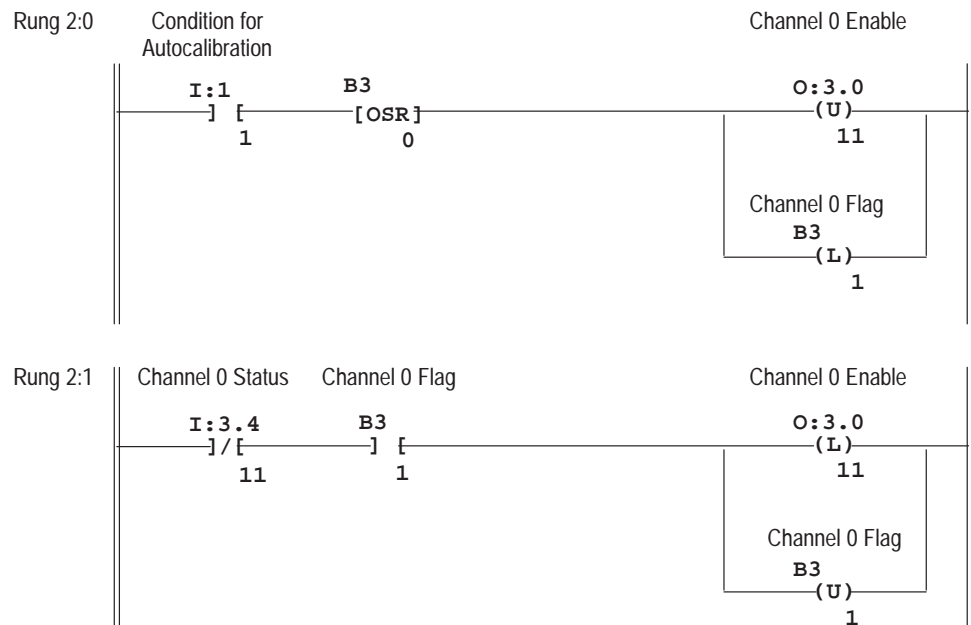 Rung 2:0
Condition for
Autocalibration
Channel 0 Enable
I:1
] [
1
B3
[OSR]
0
O:3.0
(U)
11
Channel 0 Flag
B3
(L)
1
Rung 2:1
Channel 0 Status
Channel 0 Flag
Channel 0 Enable
I:3.4
]/[
11
B3
] [
1
O:3.0
(L)
11
Channel 0 Flag
B3
(U)
1